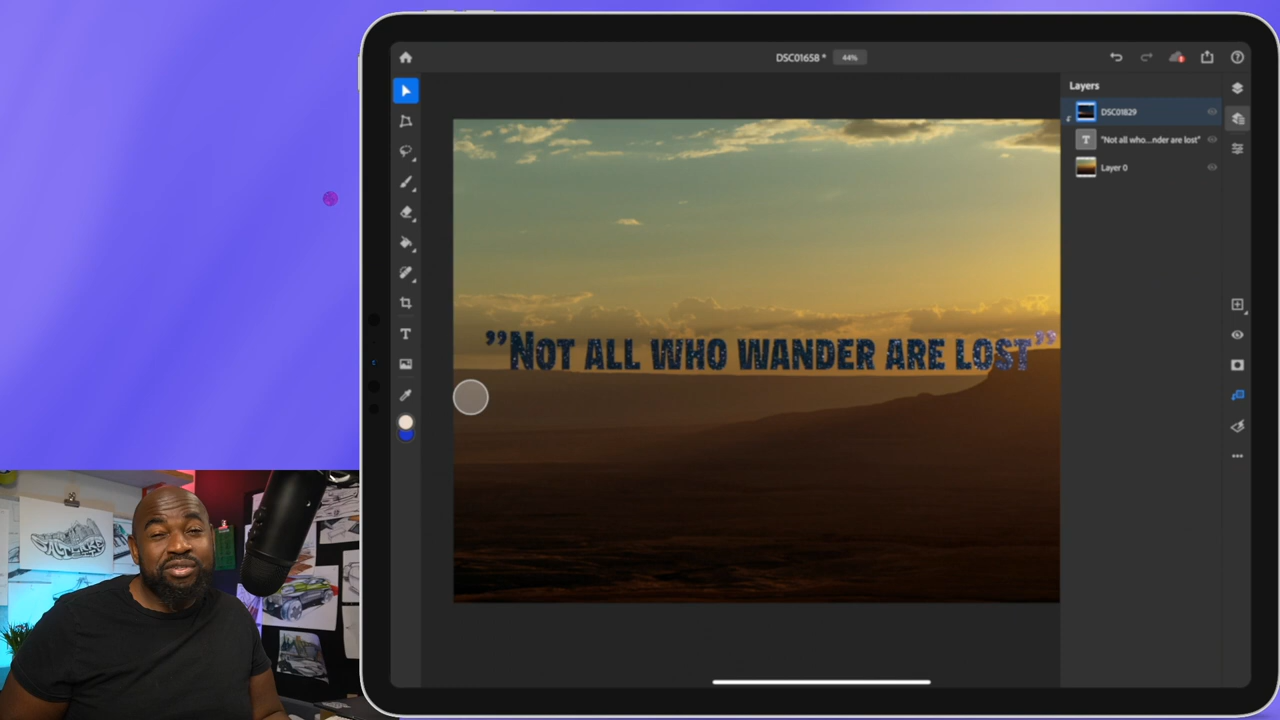 DSC01658 *
44%
Layers
DSC01829
T
"Not all who...nder are lost"
Layer 0
”Not all who wander are lost”
T